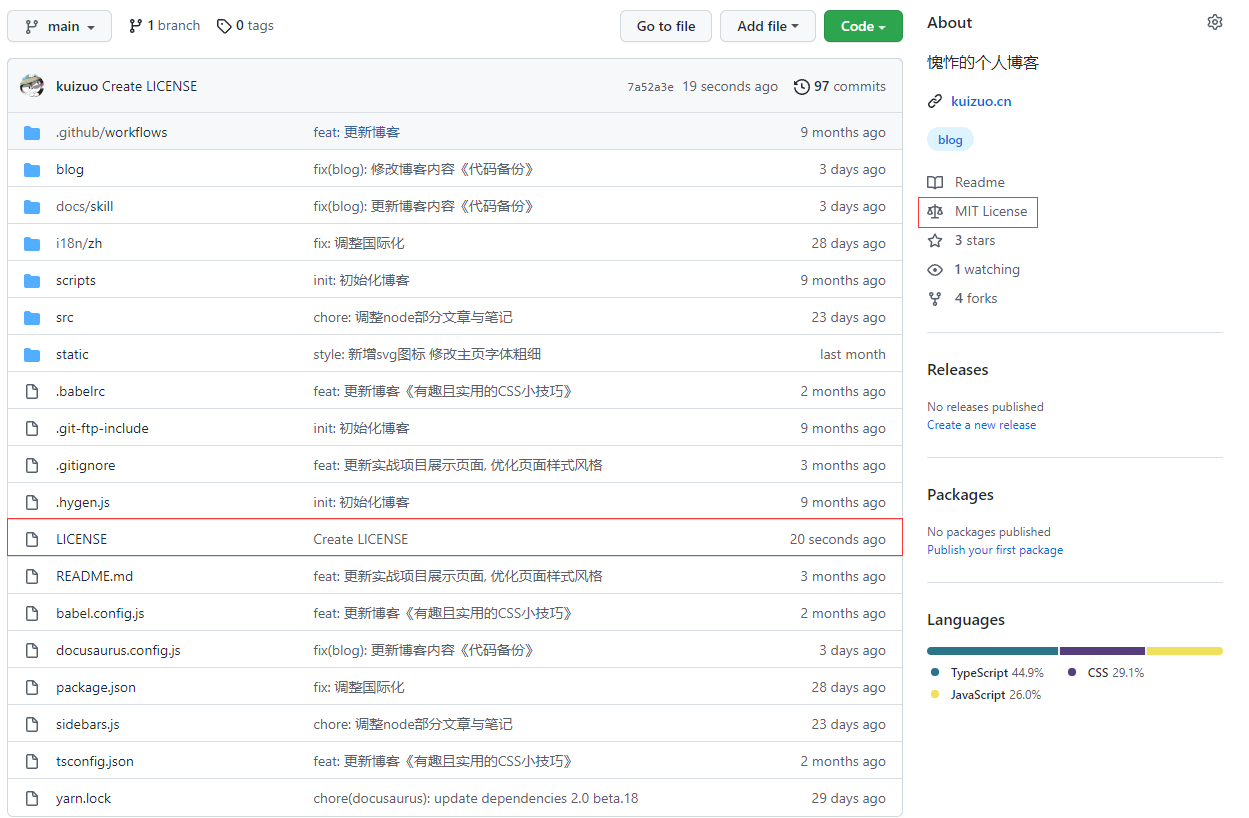 main 1 branch 0 tags Go to file Add file Code
kuizuo Create LICENSE 7a52a3e 19 seconds ago 97 commits
.github/workflows feat: 更新博客 9 months ago
blog fix(blog): 修改博客内容《代码备份》 3 days ago
docs/skill fix(blog): 更新博客内容《代码备份》 3 days ago
i18n/zh fix: 调整国际化 28 days ago
scripts init: 初始化博客 9 months ago
src chore: 调整node部分文章与笔记 23 days ago
static style: 新增svg图标 修改主页字体粗细 last month
.babelrc feat: 更新博客《有趣且实用的CSS小技巧》 2 months ago
.git-ftp-include init: 初始化博客 9 months ago
.gitignore feat: 更新实战项目展示页面, 优化页面样式风格 3 months ago
.hygen.js init: 初始化博客 9 months ago
LICENSE Create LICENSE 20 seconds ago
README.md feat: 更新实战项目展示页面, 优化页面样式风格 3 months ago
babel.config.js feat: 更新博客《有趣且实用的CSS小技巧》 2 months ago
docusaurus.config.js fix(blog): 更新博客内容《代码备份》 3 days ago
package.json fix: 调整国际化 28 days ago
sidebars.js chore: 调整node部分文章与笔记 23 days ago
tsconfig.json feat: 更新博客《有趣且实用的CSS小技巧》 2 months ago
yarn.lock chore(docusaurus): update dependencies 2.0 beta.18 29 days ago
About
愧怍的个人博客
kuizuo.cn
blog
Readme
MIT License
3 stars
1 watching
4 forks
Releases
No releases published
Create a new release
Packages
No packages published
Publish your first package
Languages
TypeScript 44.9% CSS 29.1%
JavaScript 26.0%